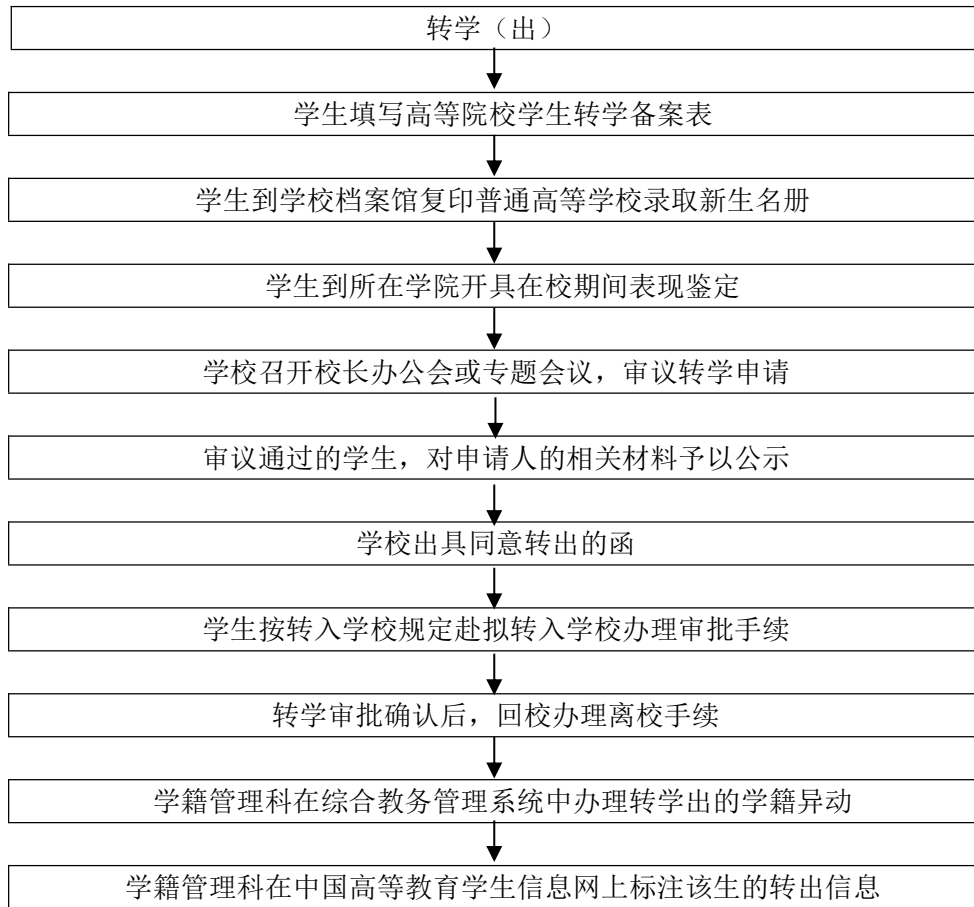 转学（出）
学生填写高等院校学生转学备案表
学生到学校档案馆复印普通高等学校录取新生名册
学生到所在学院开具在校期间表现鉴定
学校召开校长办公会或专题会议，审议转学申请
审议通过的学生，对申请人的相关材料予以公示
学校出具同意转出的函
学生按转入学校规定赴拟转入学校办理审批手续
转学审批确认后，回校办理离校手续
学籍管理科在综合教务管理系统中办理转学出的学籍异动
学籍管理科在中国高等教育学生信息网上标注该生的转出信息